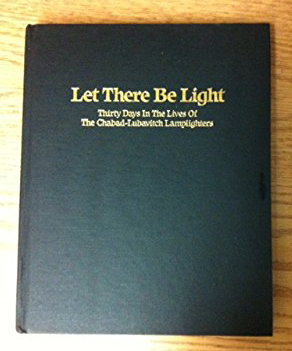 Let There Be Light
Thirty Days In The Lives Of
The Chabad-Lubavitch Lamplighters